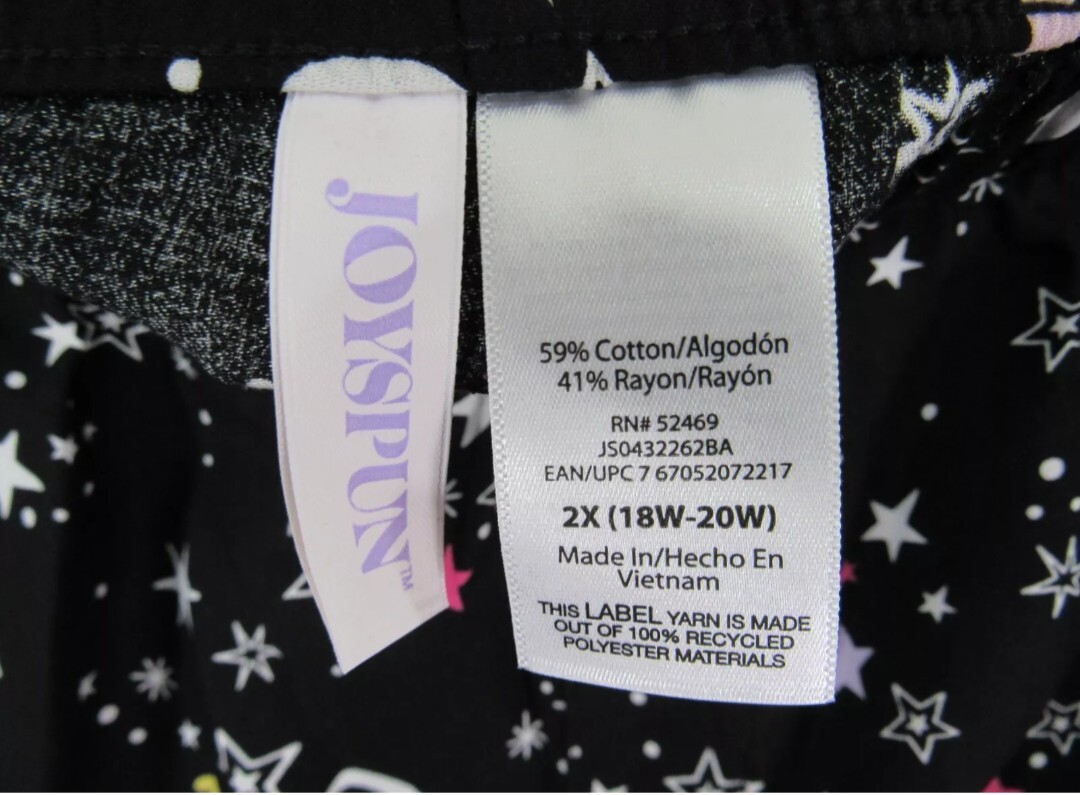 JOYSPUN™
59% Cotton/Algodón
41% Rayon/Rayón
RN# 52469
JS0432262BA
EAN/UPC 7 67052072217
2X (18W-20W)
Made In/Hecho En
Vietnam
THIS LABEL YARN IS MADE
OUT OF 100% RECYCLED
POLYESTER MATERIALS